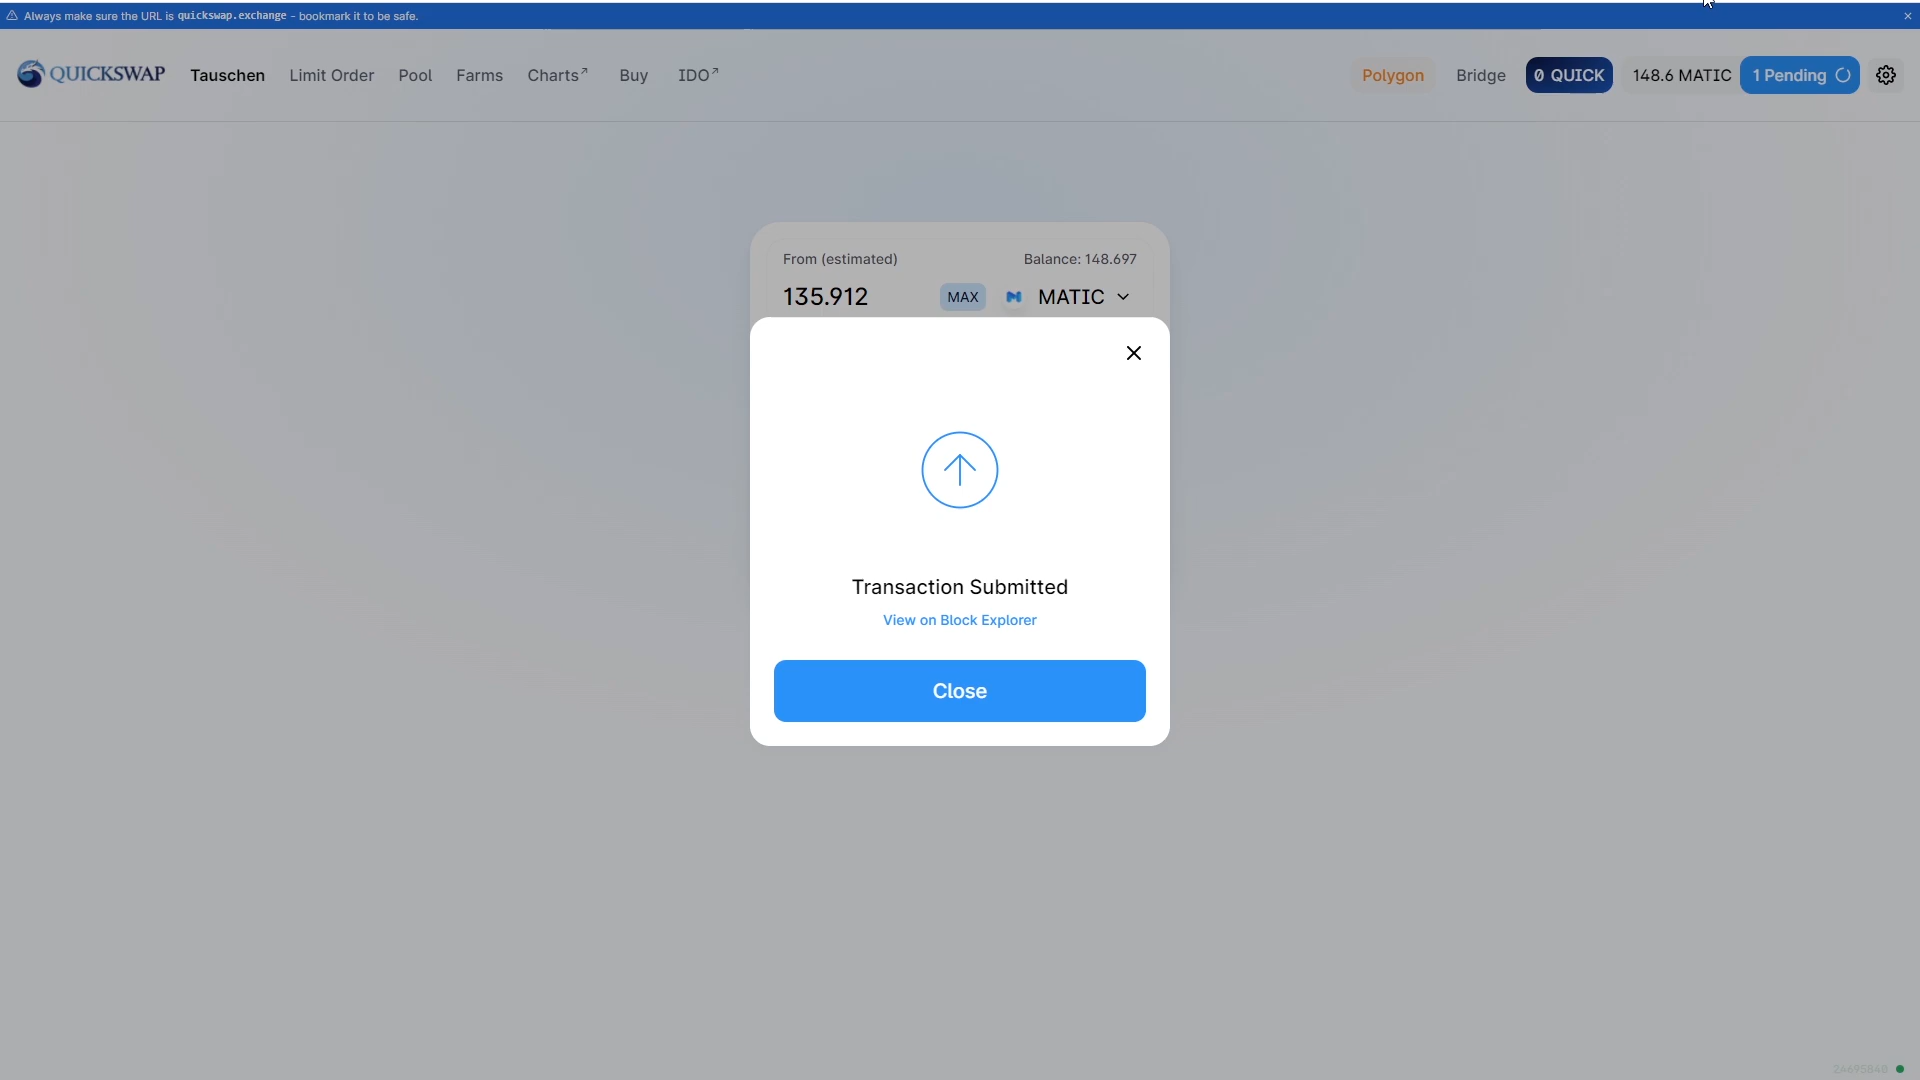 Always make sure the URL is quickswap.exchange - bookmark it to be safe.
QUICKSWAP Tauschen Limit Order Pool Farms Charts↗ Buy IDO↗ Polygon Bridge 0 QUICK 148.6 MATIC 1 Pending
From (estimated) Balance: 148.697
135.912 MAX MATIC
Transaction Submitted
View on Block Explorer
Close